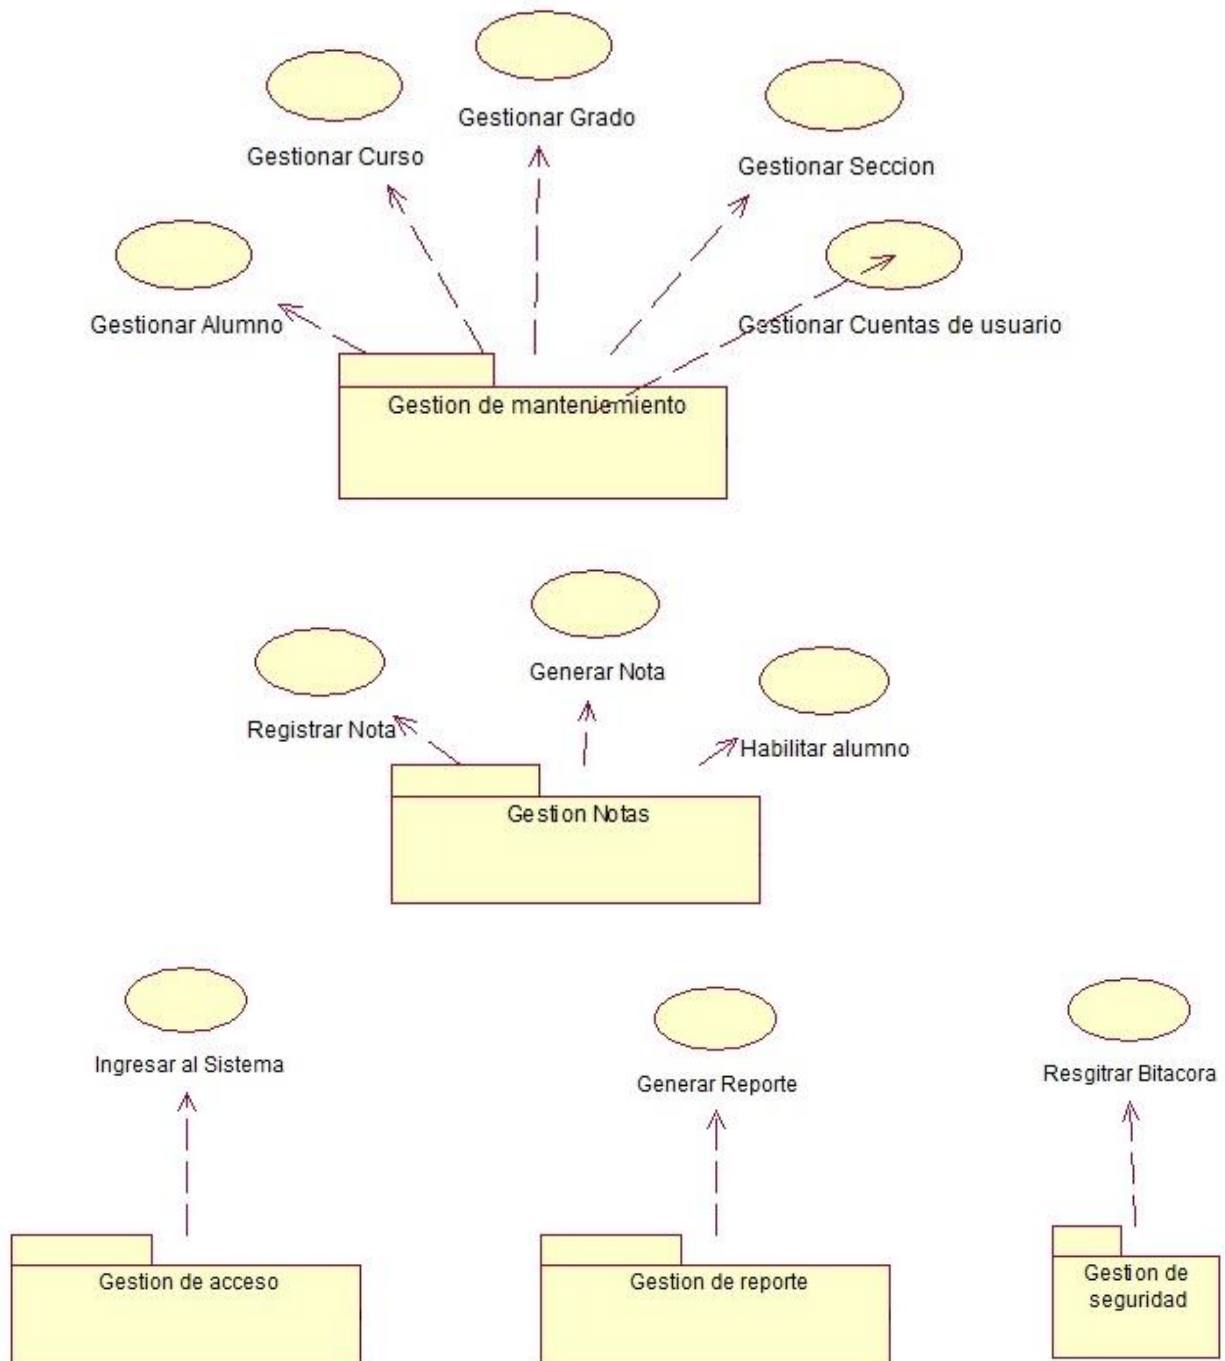 Gestionar Grado
Gestionar Curso
Gestionar Seccion
Gestionar Alumno
Gestionar Cuentas de usuario
Gestion de manteniemiento
Generar Nota
Registrar Nota
Habilitar alumno
Gestion Notas
Ingresar al Sistema
Generar Reporte
Resgitrar Bitacora
Gestion de acceso
Gestion de reporte
Gestion de
seguridad